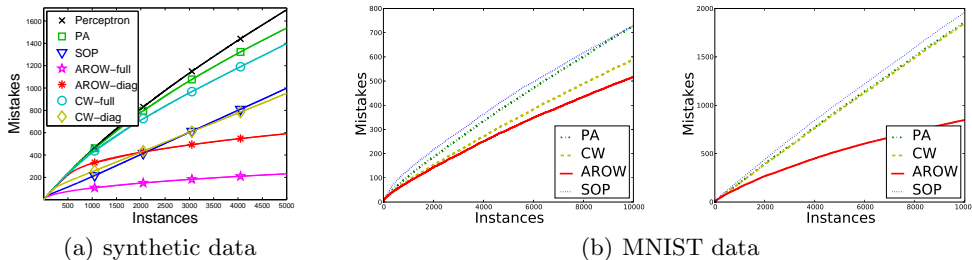 Mistakes
1600
1400
1200
1000
800
600
400
200
Perceptron
PA
SOP
AROW-full
AROW-diag
CW-full
CW-diag
500 1000 1500 2000 2500 3000 3500 4000 4500 5000
Instances
(a) synthetic data
Mistakes
800
700
600
500
400
300
200
100
0
PA
CW
AROW
SOP
0 2000 4000 6000 8000 10000
Instances
Mistakes
2000
1500
1000
500
0
PA
CW
AROW
SOP
0 2000 4000 6000 8000 10000
Instances
(b) MNIST data